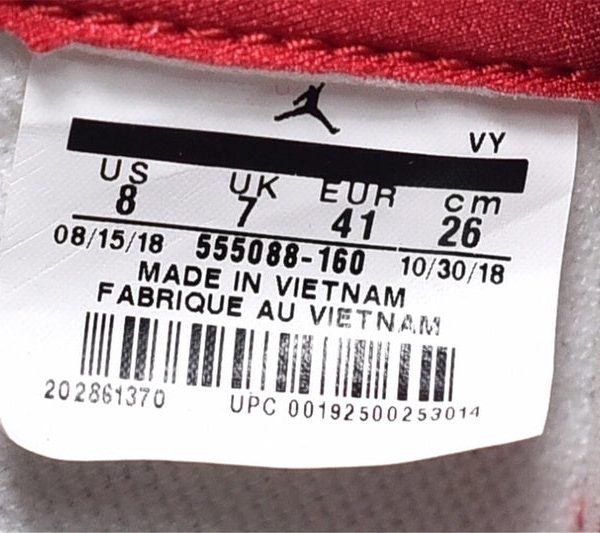 VY
US UK EUR cm
8 7 41 26
08/15/18 555088-160 10/30/18
MADE IN VIETNAM
FABRIQUE AU VIETNAM
202861370 UPC 00192500253014